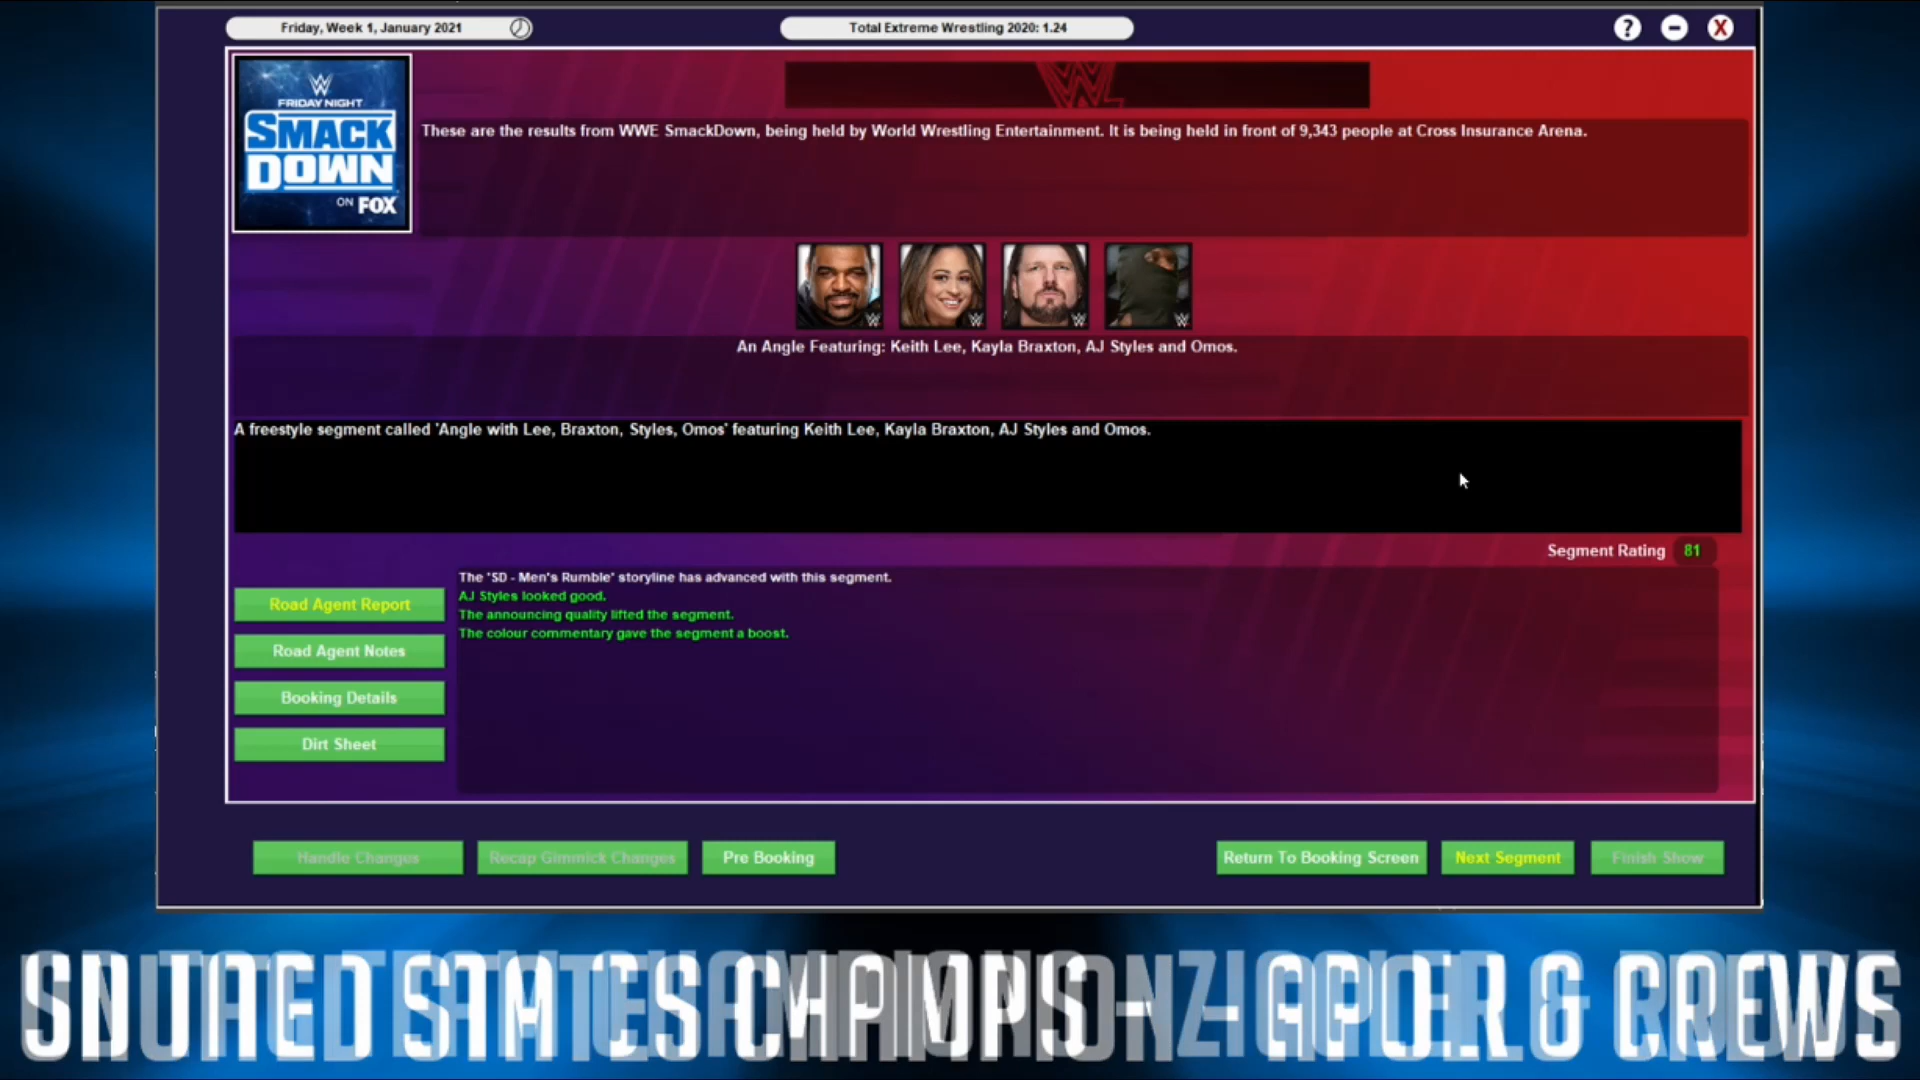 Friday, Week 1, January 2021
Total Extreme Wrestling 2020: 1.24
?
X
FRIDAY NIGHT
SMACK
DOWN
ON FOX
These are the results from WWE SmackDown, being held by World Wrestling Entertainment. It is being held in front of 9,343 people at Cross Insurance Arena.
An Angle Featuring: Keith Lee, Kayla Braxton, AJ Styles and Omos.
A freestyle segment called 'Angle with Lee, Braxton, Styles, Omos' featuring Keith Lee, Kayla Braxton, AJ Styles and Omos.
Segment Rating 81
The 'SD - Men's Rumble' storyline has advanced with this segment.
AJ Styles looked good.
The announcing quality lifted the segment.
The colour commentary gave the segment a boost.
Road Agent Report
Road Agent Notes
Booking Details
Dirt Sheet
Handle Changes
Recap Gimmick Changes
Pre Booking
Return To Booking Screen
Next Segment
Finish Show